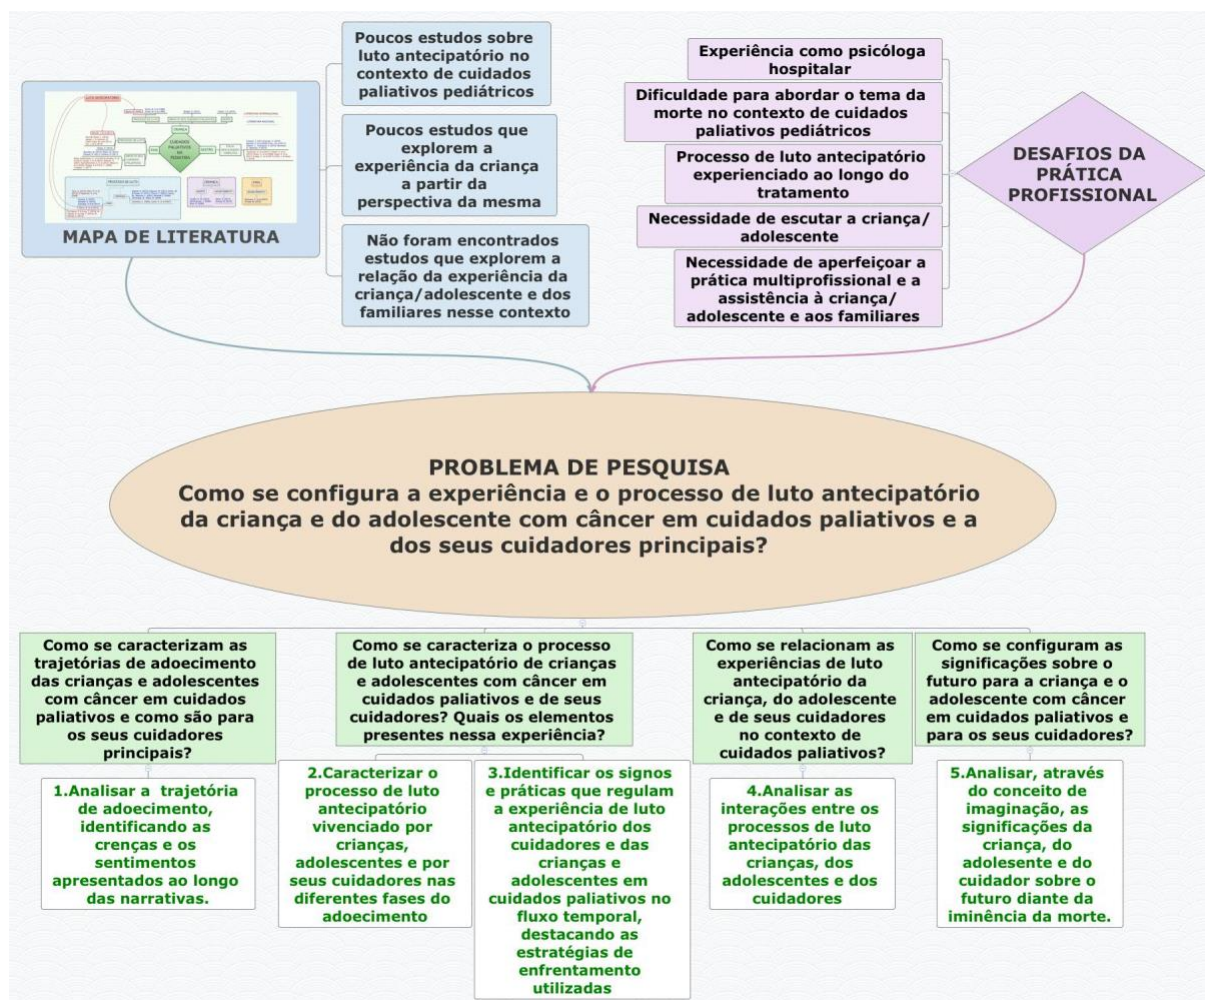 Poucos estudos sobre
luto antecipatório no
contexto de cuidados
paliativos pediátricos
Poucos estudos que
explorem a
experiência da criança
a partir da
perspectiva da mesma
Não foram encontrados
estudos que explorem a
relação da experiência da
criança/adolescente e dos
familiares nesse contexto
MAPA DE LITERATURA
Experiência como psicóloga
hospitalar
Dificuldade para abordar o tema da
morte no contexto de cuidados
paliativos pediátricos
Processo de luto antecipatório
experienciado ao longo do
tratamento
Necessidade de escutar a criança/
adolescente
Necessidade de aperfeiçoar a
prática multiprofissional e a
assistência à criança/
adolescente e aos familiares
DESAFIOS DA
PRÁTICA
PROFISSIONAL
PROBLEMA DE PESQUISA
Como se configura a experiência e o processo de luto antecipatório
da criança e do adolescente com câncer em cuidados paliativos e a
dos seus cuidadores principais?
Como se caracterizam as
trajetórias de adoecimento
das crianças e adolescentes
com câncer em cuidados
paliativos e como são para
os seus cuidadores
principais?
Como se caracteriza o processo
de luto antecipatório de crianças
e adolescentes com câncer em
cuidados paliativos e de seus
cuidadores? Quais os elementos
presentes nessa experiência?
Como se relacionam as
experiências de luto
antecipatório da
criança, do adolescente
e de seus cuidadores
no contexto de
cuidados paliativos?
Como se configuram as
significações sobre o
futuro para a criança e o
adolescente com câncer
em cuidados paliativos e
para os seus cuidadores?
1.Analisar a trajetória
de adoecimento,
identificando as
crenças e os
sentimentos
apresentados ao longo
das narrativas.
2.Caracterizar o
processo de luto
antecipatório
vivenciado por
crianças,
adolescentes e por
seus cuidadores nas
diferentes fases do
adoecimento
3.Identificar os signos
e práticas que regulam
a experiência de luto
antecipatório dos
cuidadores e das
crianças e
adolescentes em
cuidados paliativos no
fluxo temporal,
destacando as
estratégias de
enfrentamento
utilizadas
4.Analisar as
interações entre os
processos de luto
antecipatório das
crianças, dos
adolescentes e dos
cuidadores
5.Analisar, através
do conceito de
imaginação, as
significações da
criança, do
adolesente e do
cuidador sobre o
futuro diante da
iminência da morte.